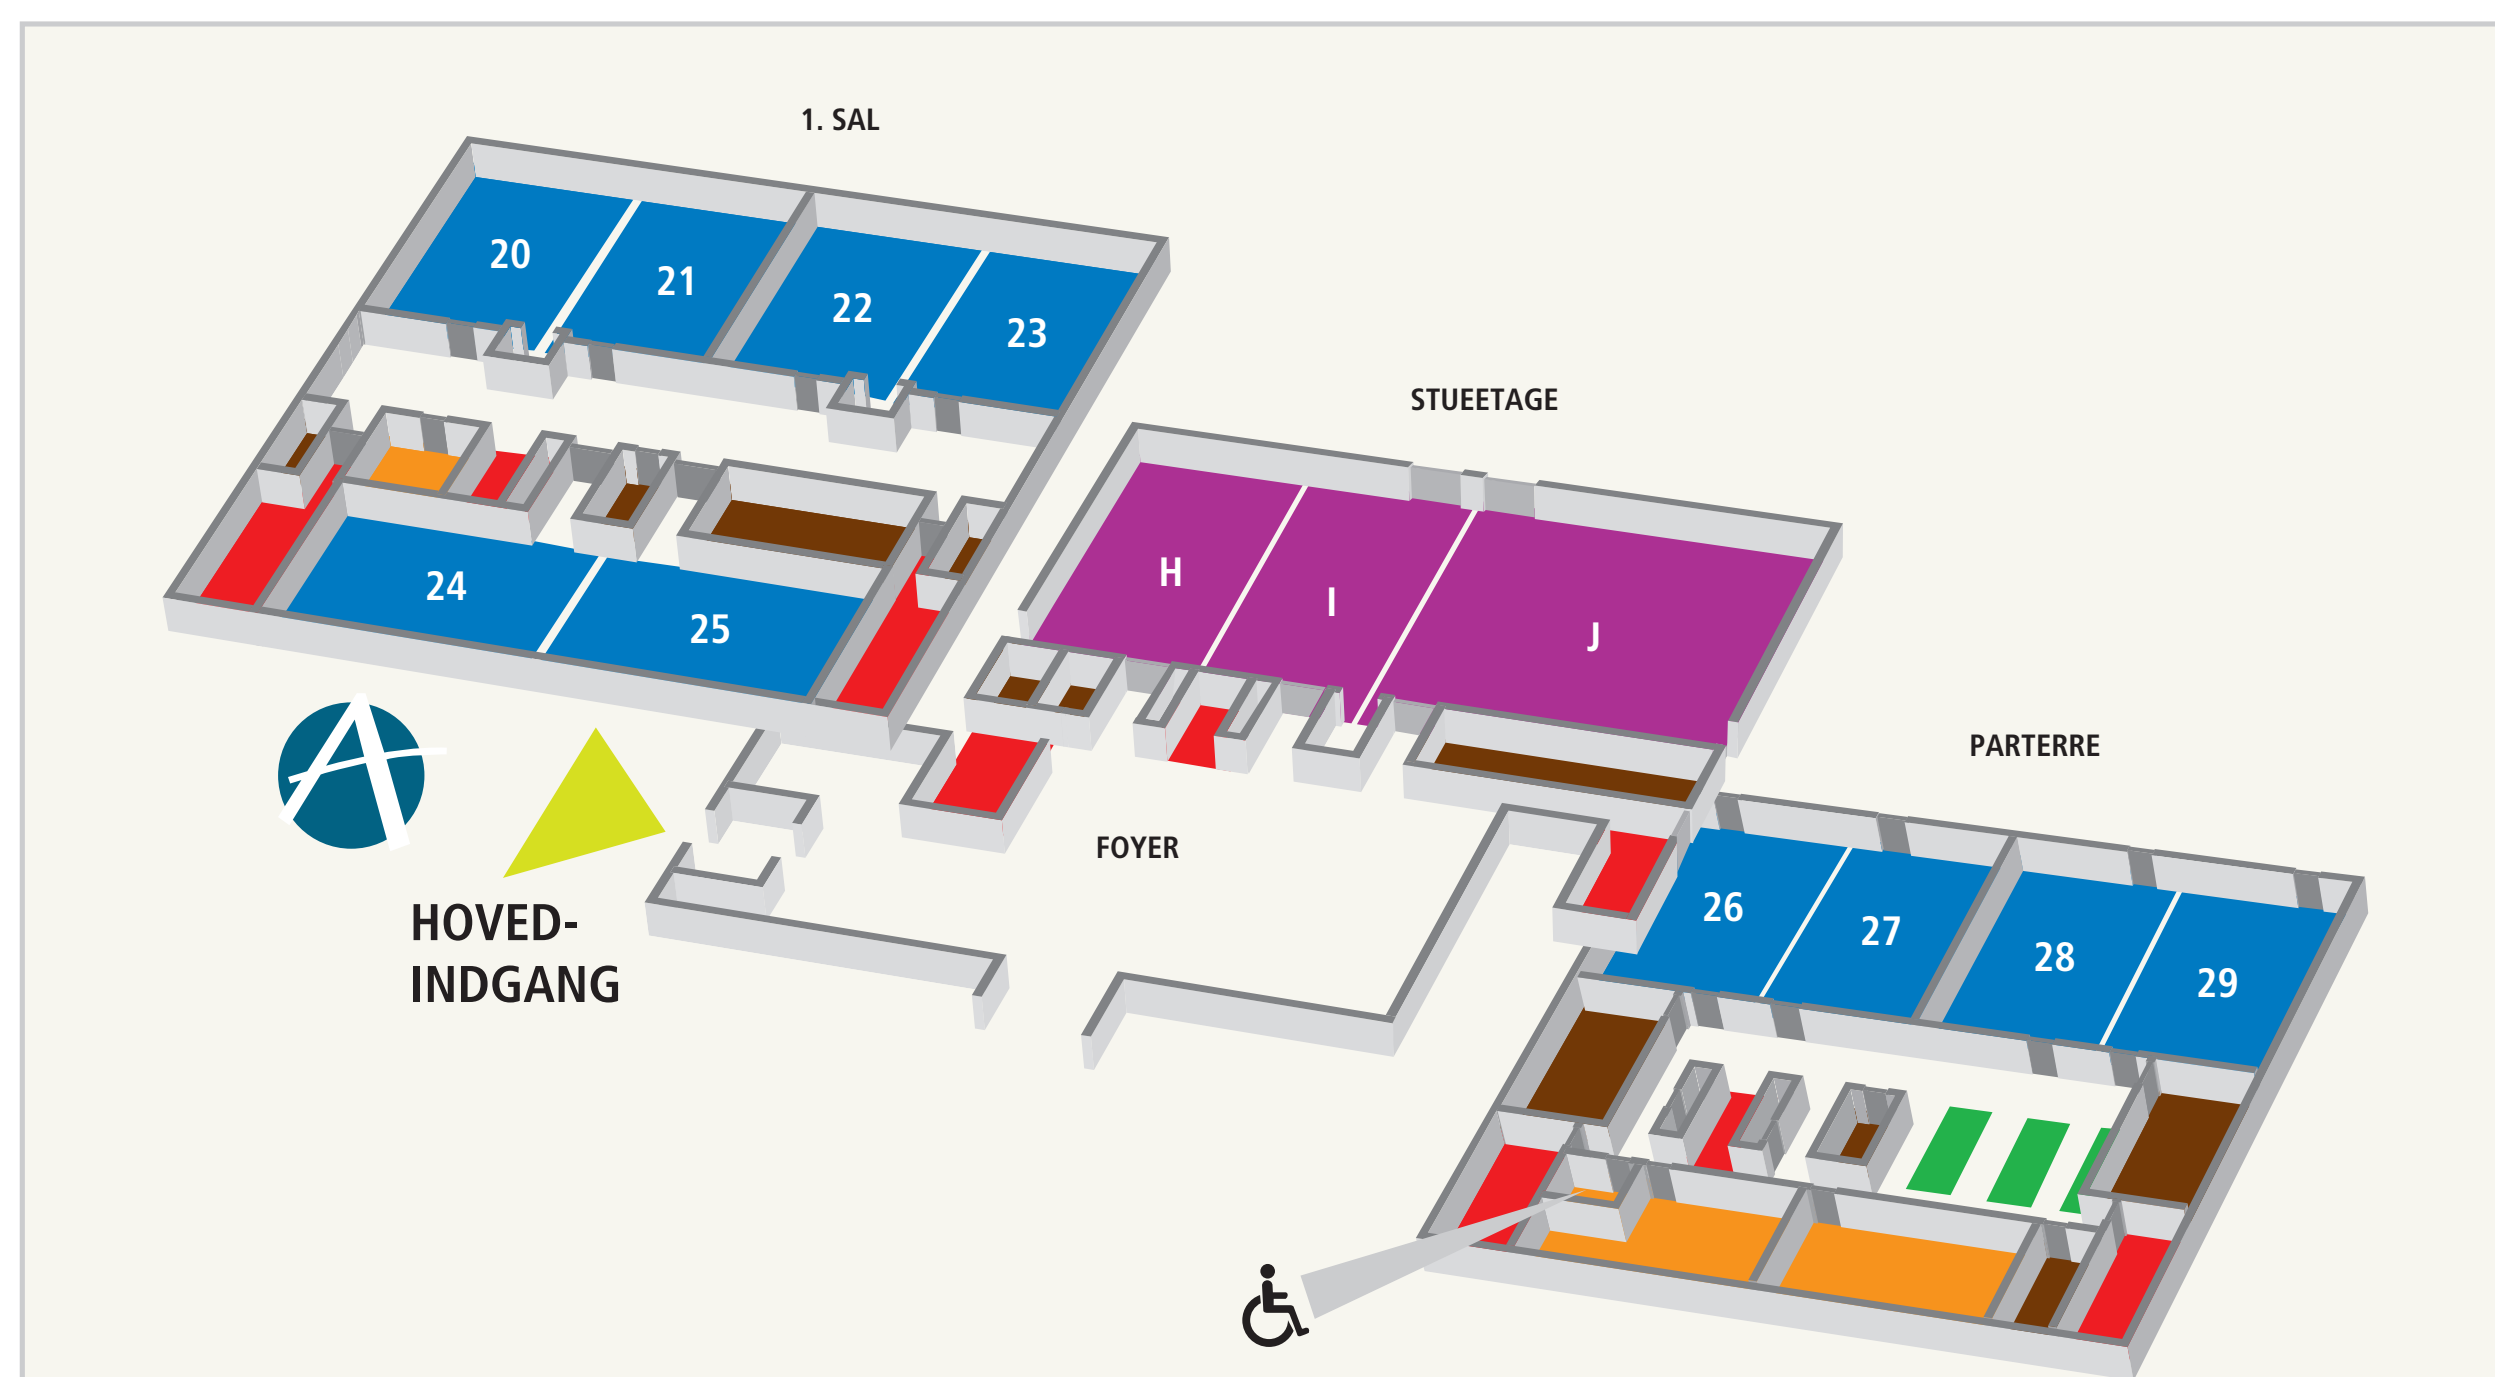 1. SAL
20
21
22
23
STUEETAGE
H
I
J
24
25
PARTERRE
FOYER
HOVED-
INDGANG
26
27
28
29